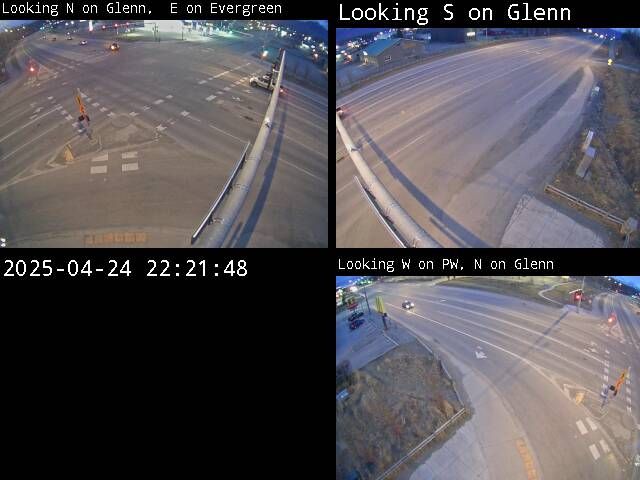 Looking N on Glenn,  E on Evergreen
Looking S on Glenn
2025-04-24 22:21:48
Looking W on PW, N on Glenn